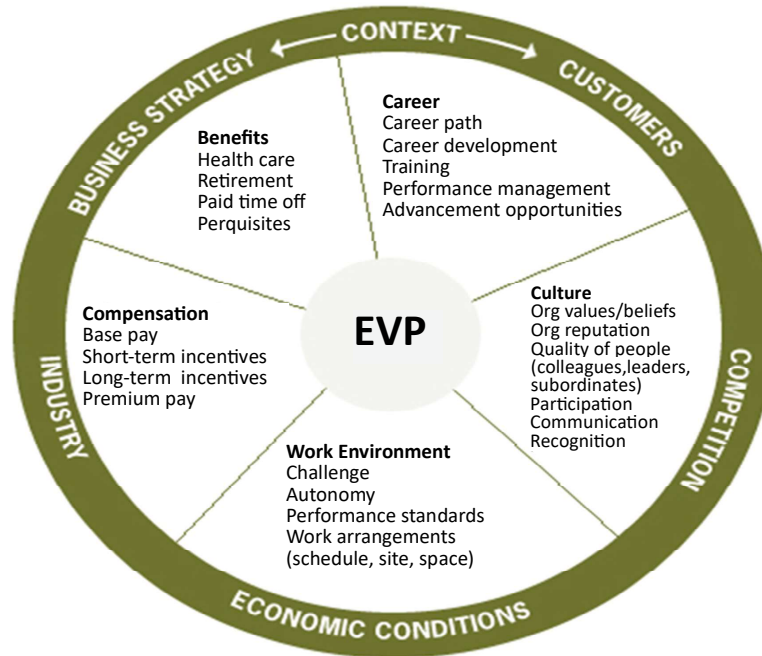 CONTEXT
BUSINESS STRATEGY
CUSTOMERS
Benefits
Health care
Retirement
Paid time off
Perquisites
Career
Career path
Career development
Training
Performance management
Advancement opportunities
Compensation
Base pay
Short-term incentives
Long-term  incentives
Premium pay
EVP
Culture
Org values/beliefs
Org reputation
Quality of people
(colleagues,leaders,
subordinates)
Participation
Communication
Recognition
Work Environment
Challenge
Autonomy
Performance standards
Work arrangements
(schedule, site, space)
INDUSTRY
COMPETITION
ECONOMIC CONDITIONS